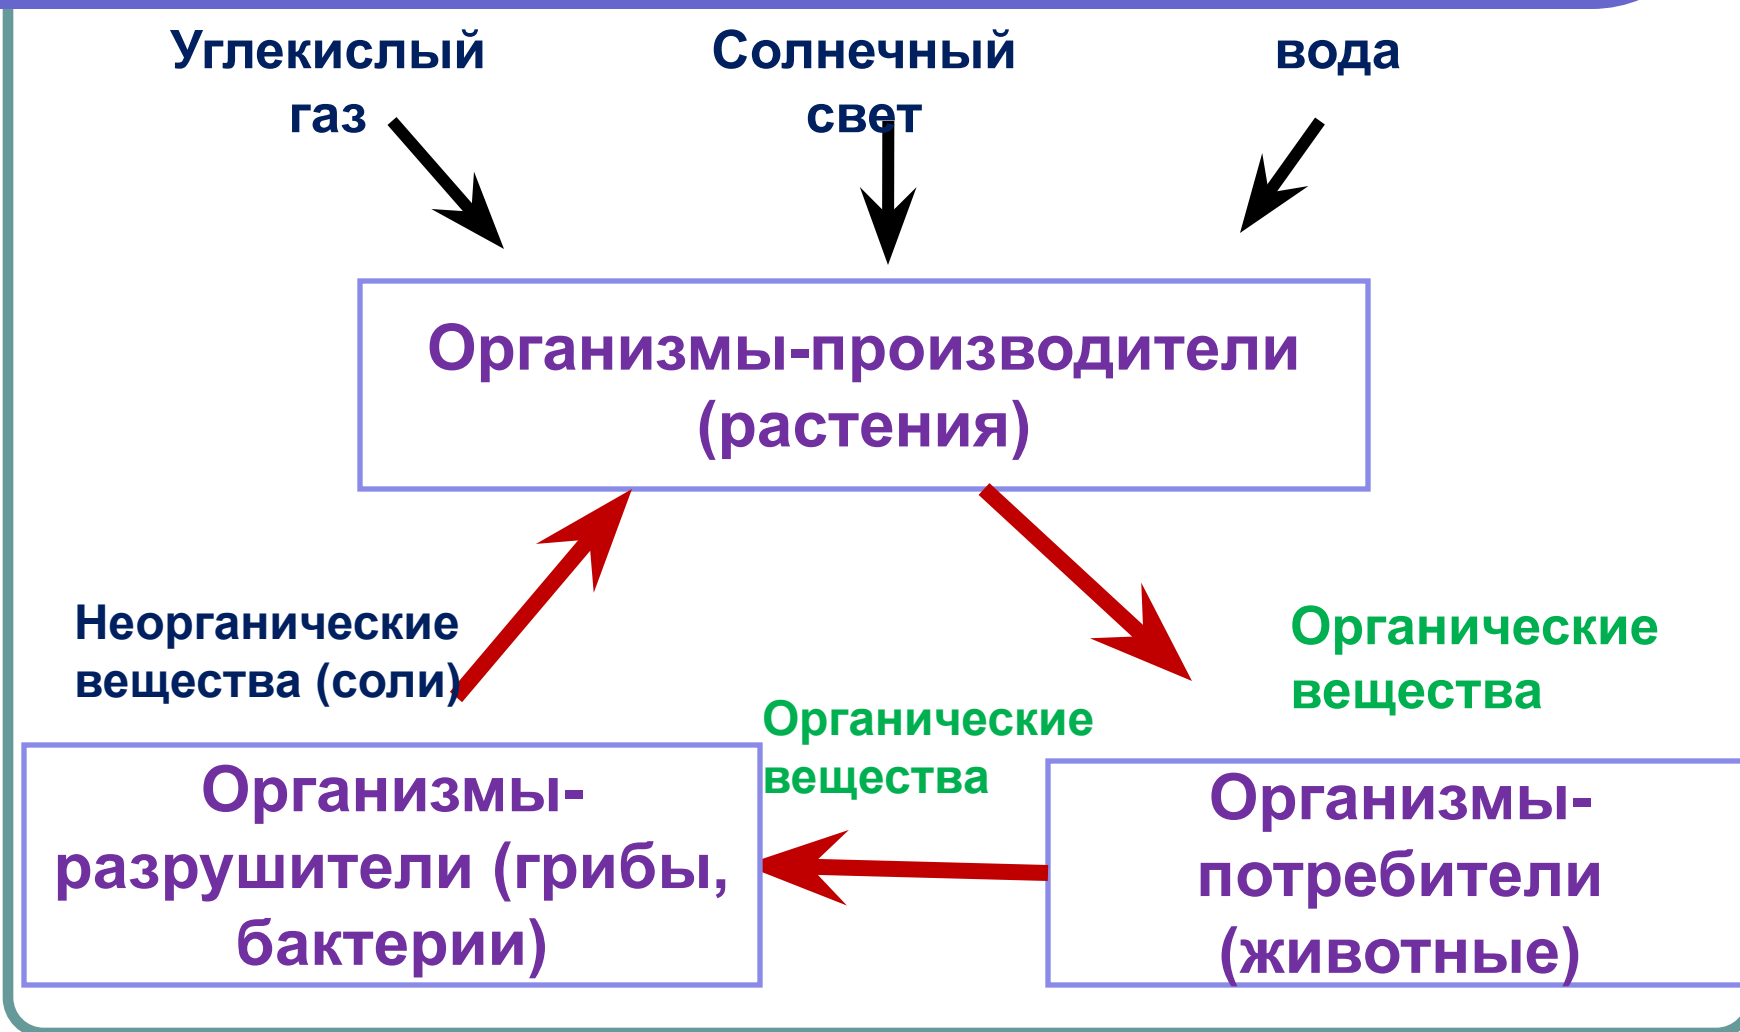 Углекислый
газ
Солнечный
свет
вода
Организмы-производители
(растения)
Неорганические
вещества (соли)
Органические
вещества
Органические
вещества
Организмы-
разрушители (грибы,
бактерии)
Организмы-
потребители
(животные)